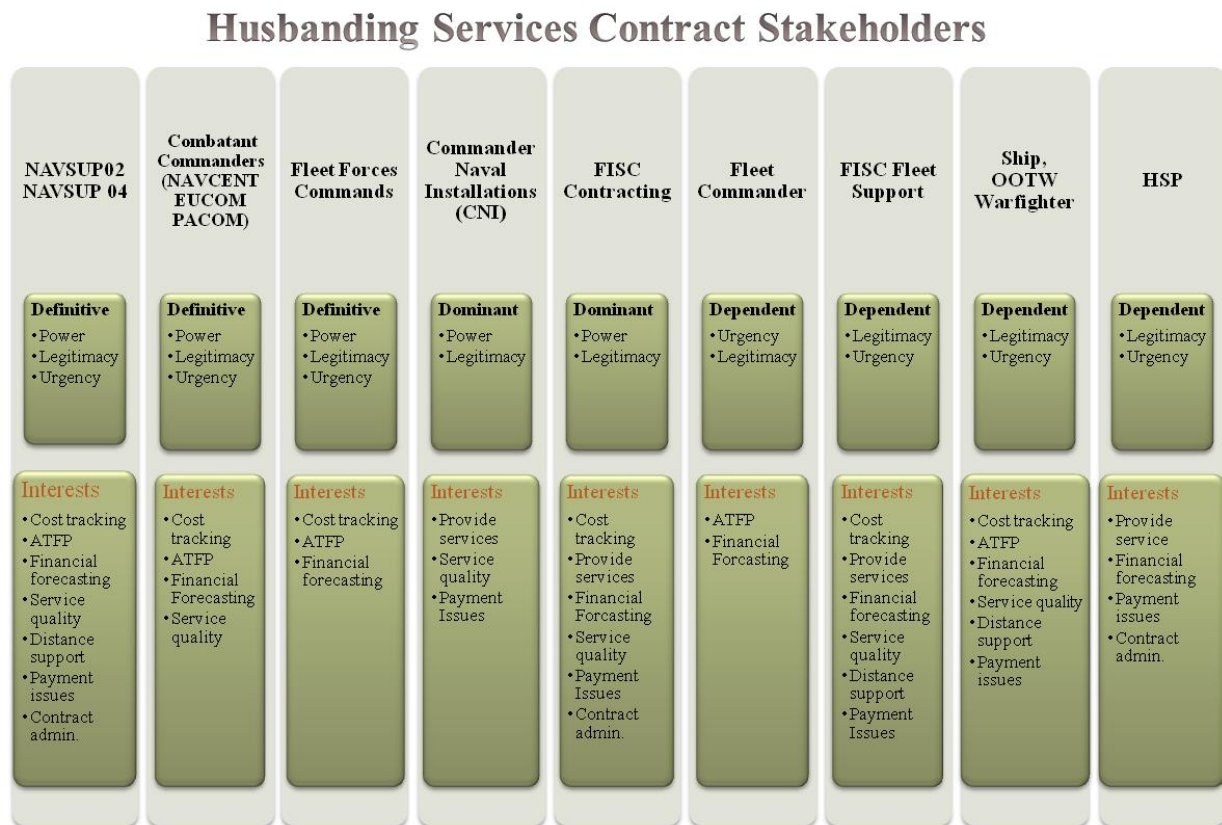 Husbanding Services Contract Stakeholders
NAVSUP02
NAVSUP 04
Definitive
•Power
•Legitimacy
•Urgency
Interests
•Cost tracking
•ATFP
•Financial
forecasting
•Service
quality
•Distance
support
•Payment
issues
•Contract
admin.
Combatant
Commanders
(NAVCENT
EUCOM
PACOM)
Definitive
•Power
•Legitimacy
•Urgency
Interests
•Cost
tracking
•ATFP
•Financial
Forecasting
•Service
quality
Fleet Forces
Commands
Definitive
•Power
•Legitimacy
•Urgency
Interests
•Cost tracking
•ATFP
•Financial
forecasting
Commander
Naval
Installations
(CNI)
Dominant
•Power
•Legitimacy
Interests
•Provide
services
•Service
quality
•Payment
Issues
FISC
Contracting
Dominant
•Power
•Legitimacy
Interests
•Cost
tracking
•Provide
services
•Financial
Forcasting
•Service
quality
•Payment
Issues
•Contract
admin.
Fleet
Commander
Dependent
•Urgency
•Legitimacy
Interests
•ATFP
•Financial
Forcasting
FISC Fleet
Support
Dependent
•Legitimacy
•Urgency
Interests
•Cost
tracking
•Provide
services
•Financial
forecasting
•Service
quality
•Distance
support
•Payment
Issues
Ship,
OOTW
Warfighter
Dependent
•Legitimacy
•Urgency
Interests
•Cost tracking
•ATFP
•Financial
forecasting
•Service quality
•Distance
support
•Payment
issues
HSP
Dependent
•Legitimacy
•Urgency
Interests
•Provide
service
•Financial
forecasting
•Payment
issues
•Contract
admin.